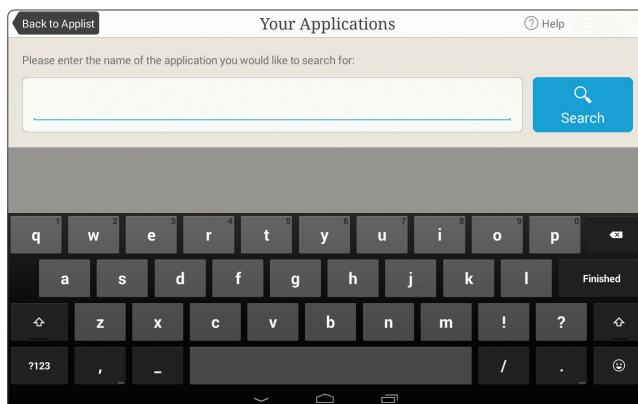 Back to Applist Your Applications ? Help
Please enter the name of the application you would like to search for:
Search
1 2 3 4 5 6 7 8 9 0
q w e r t y u i o p
a s d f g h j k l Finished
z x c v b n m ! ?
?123 , ... – / . ...